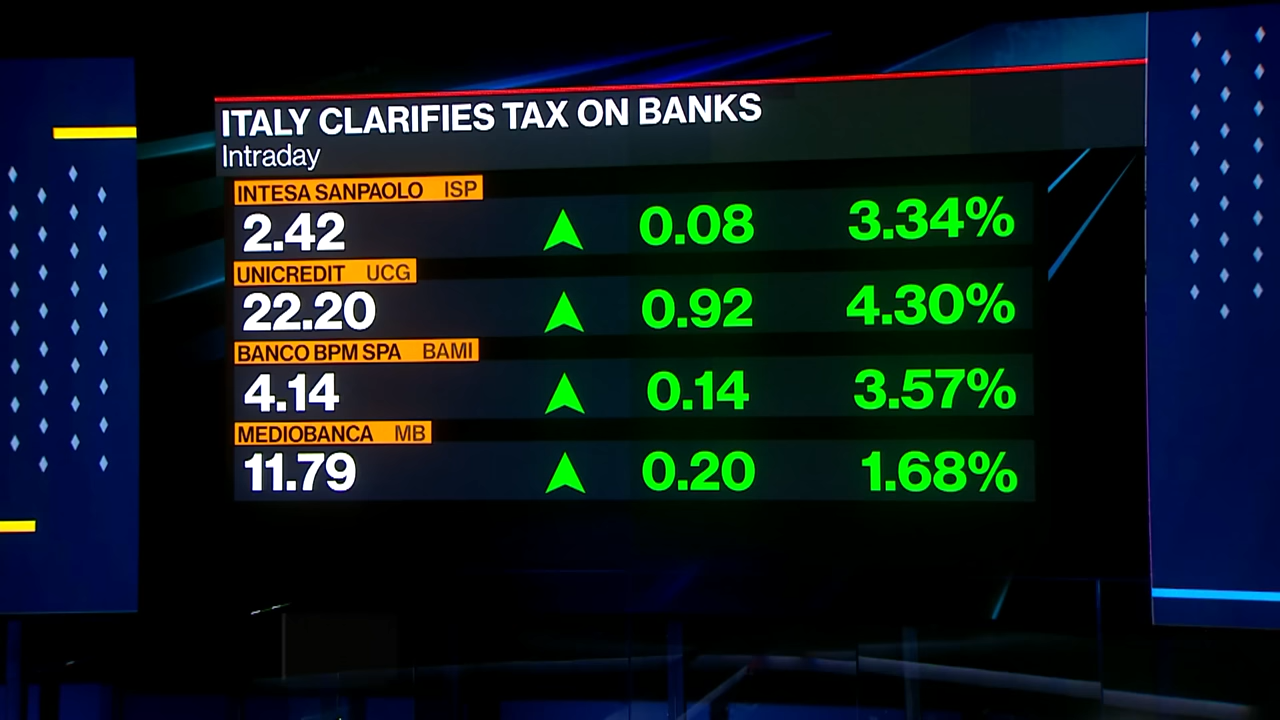 ITALY CLARIFIES TAX ON BANKS
Intraday
INTESA SANPAOLO ISP
2.42 0.08 3.34%
UNICREDIT UCG
22.20 0.92 4.30%
BANCO BPM SPA BAMI
4.14 0.14 3.57%
MEDIOBANCA MB
11.79 0.20 1.68%